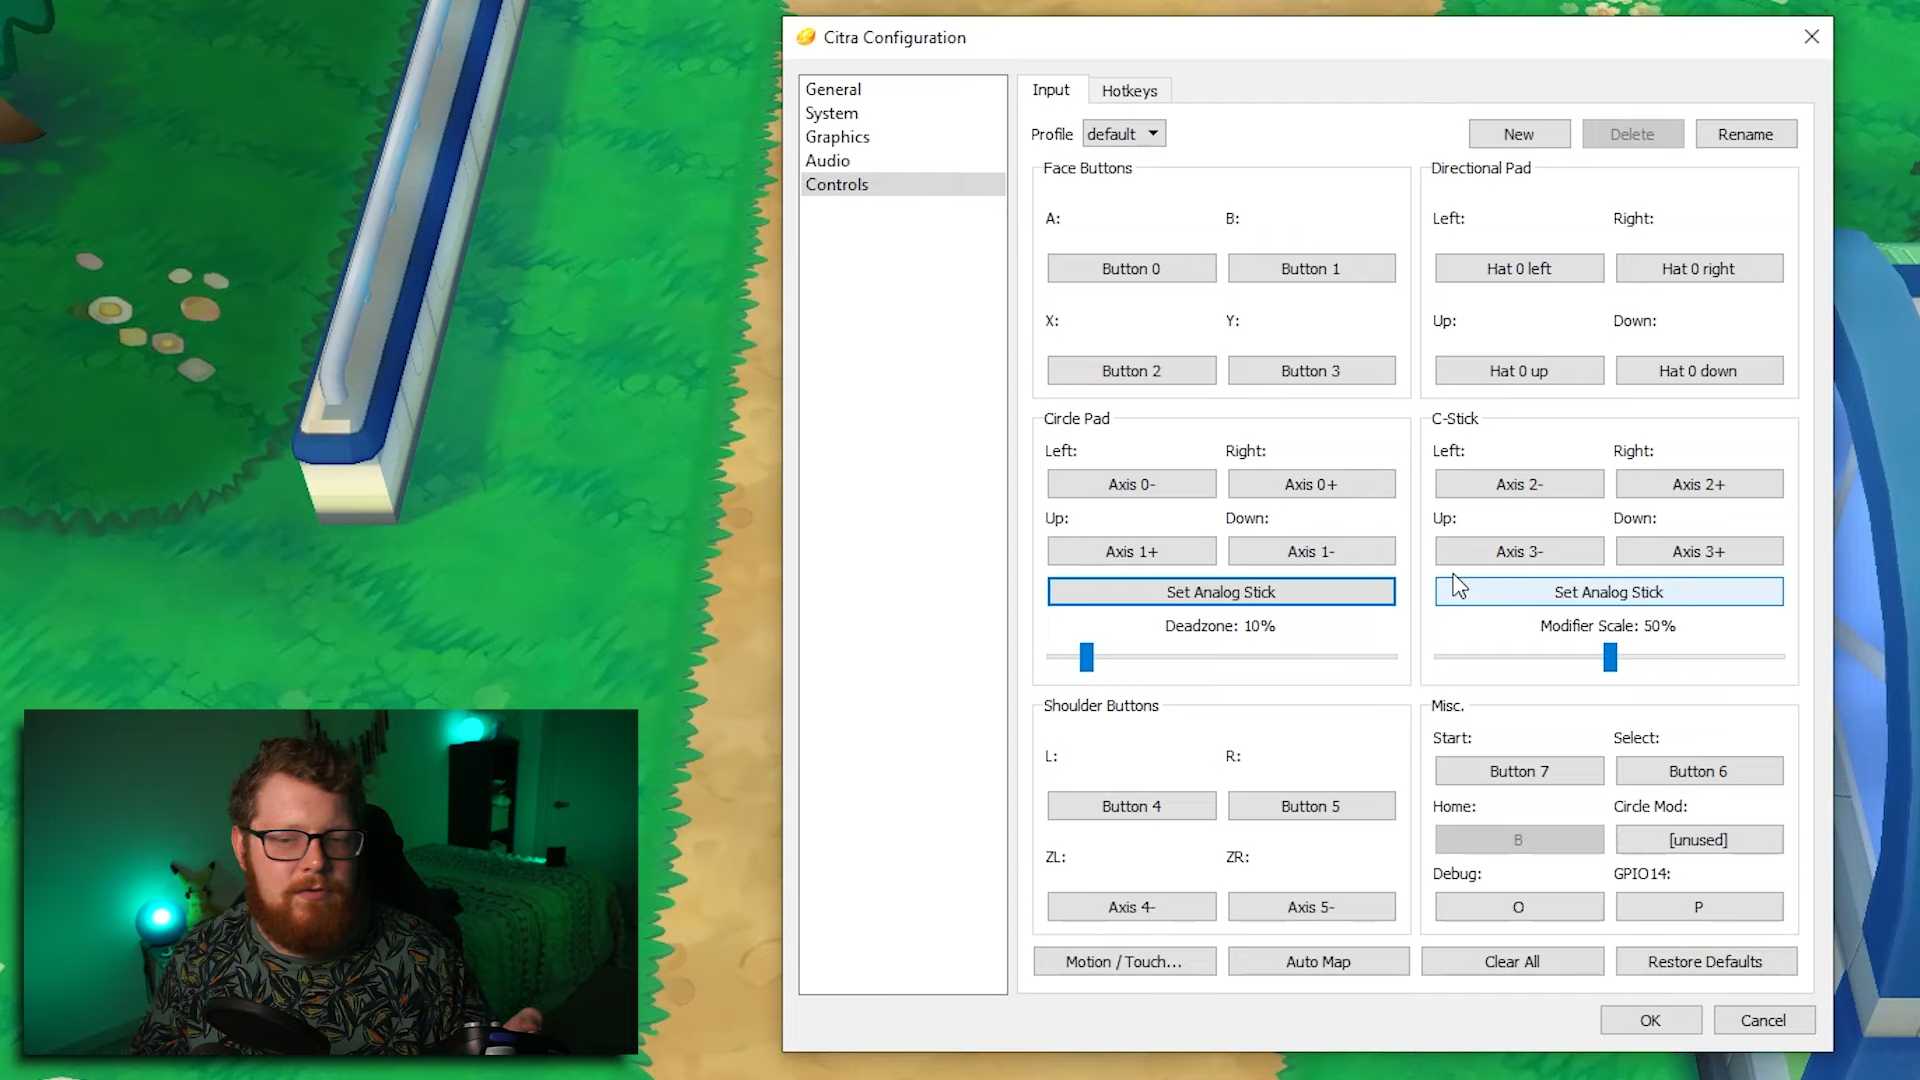 Citra Configuration
General
System
Graphics
Audio
Controls
Input
Hotkeys
Profile default New Delete Rename
Face Buttons
A: B:
Button 0 Button 1
X: Y:
Button 2 Button 3
Directional Pad
Left: Right:
Hat 0 left Hat 0 right
Up: Down:
Hat 0 up Hat 0 down
Circle Pad
Left: Right:
Axis 0- Axis 0+
Up: Down:
Axis 1+ Axis 1-
Set Analog Stick
Deadzone: 10%
C-Stick
Left: Right:
Axis 2- Axis 2+
Up: Down:
Axis 3- Axis 3+
Set Analog Stick
Modifier Scale: 50%
Shoulder Buttons
L: R:
Button 4 Button 5
ZL: ZR:
Axis 4- Axis 5-
Misc.
Start: Select:
Button 7 Button 6
Home: Circle Mod:
B [unused]
Debug: GPIO14:
O P
Motion / Touch... Auto Map Clear All Restore Defaults
OK Cancel